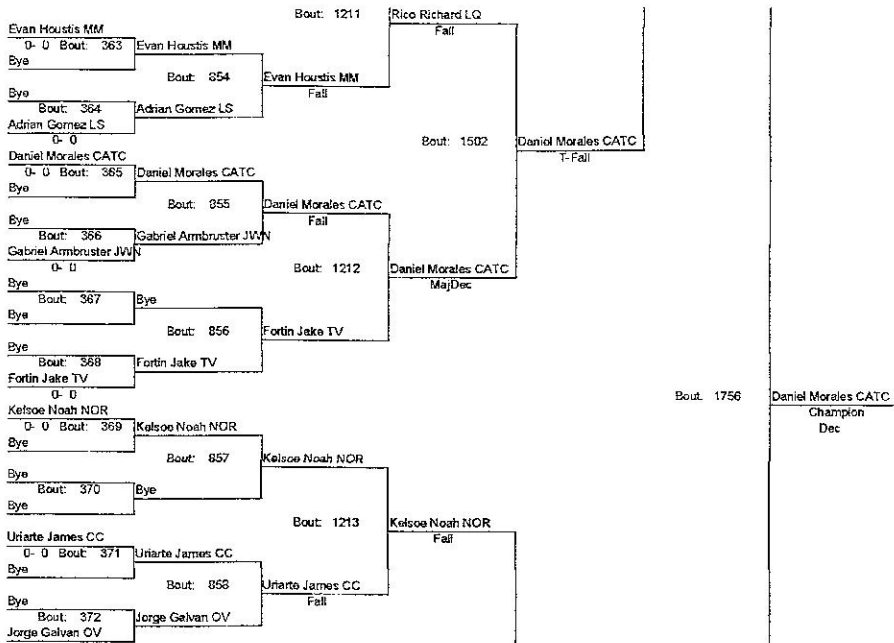 Bout: 1211 Rico Richard LQ
Fall
Evan Houstis MM
0- 0 Bout: 363 Evan Houstis MM
Bye
Bout: 854 Evan Houstis MM
Fall
Bye
Bout: 364 Adrian Gomez LS
Adrian Gomez LS
0- 0
Bout: 1502 Daniel Morales CATC
T-Fall
Daniel Morales CATC
0- 0 Bout: 365 Daniel Morales CATC
Bye
Bout: 855 Daniel Morales CATC
Fall
Bye
Bout: 366 Gabriel Armbruster JWN
Gabriel Armbruster JWN
0- 0
Bout: 1212 Daniel Morales CATC
MajDec
Bye
Bout: 367 Bye
Bye
Bout: 856 Fortin Jake TV
Bye
Bout: 368 Fortin Jake TV
Fortin Jake TV
0- 0
Bout: 1756 Daniel Morales CATC
Champion
Dec
Kelsoe Noah NOR
0- 0 Bout: 369 Kelsoe Noah NOR
Bye
Bout: 857 Kelsoe Noah NOR
Bye
Bout: 370 Bye
Bye
Bout: 1213 Kelsoe Noah NOR
Fall
Uriarte James CC
0- 0 Bout: 371 Uriarte James CC
Bye
Bout: 858 Uriarte James CC
Fall
Bye
Bout: 372 Jorge Galvan OV
Jorge Galvan OV